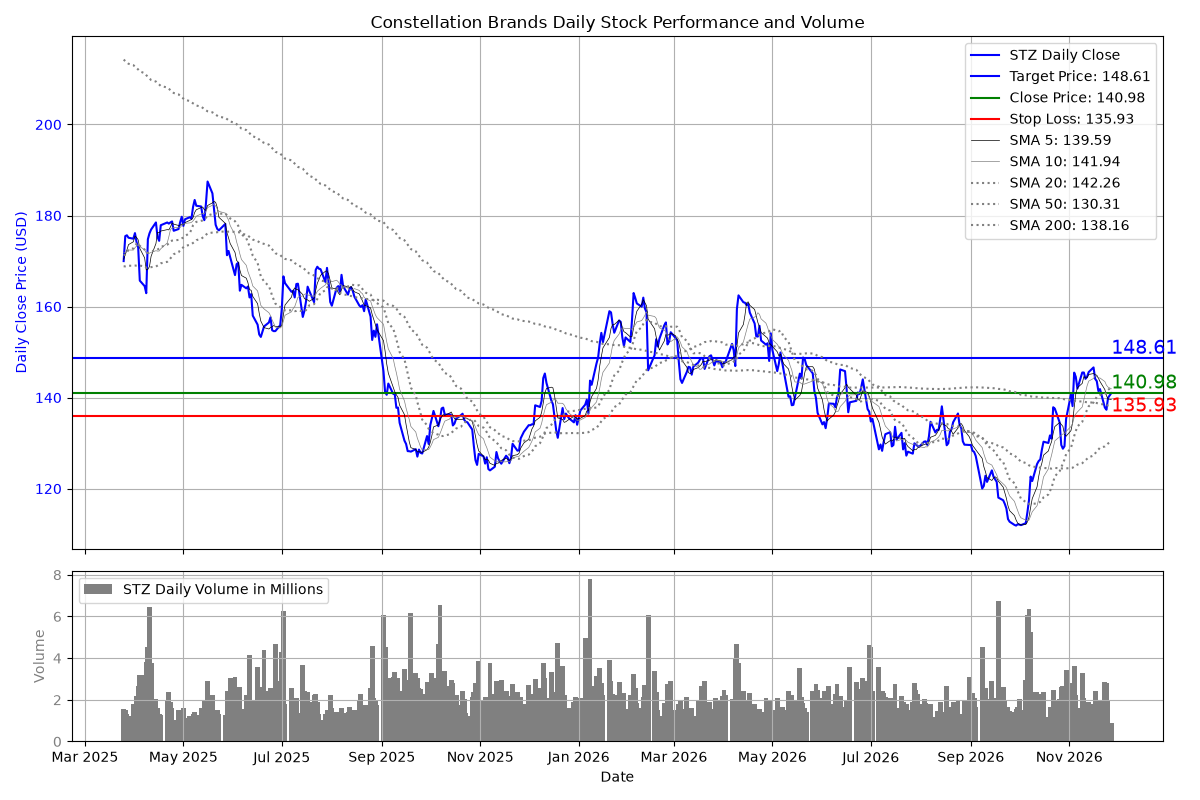 Constellation Brands Daily Stock Performance and Volume
Daily Close Price (USD)
200
180
160
140
120
STZ Daily Close
Target Price: 148.61
Close Price: 140.98
Stop Loss: 135.93
SMA 5: 139.59
SMA 10: 141.94
SMA 20: 142.26
SMA 50: 130.31
SMA 200: 138.16
148.61
140.98
135.93
Volume
8
6
4
2
0
STZ Daily Volume in Millions
Mar 2025 May 2025 Jul 2025 Sep 2025 Nov 2025 Jan 2026 Mar 2026 May 2026 Jul 2026 Sep 2026 Nov 2026
Date